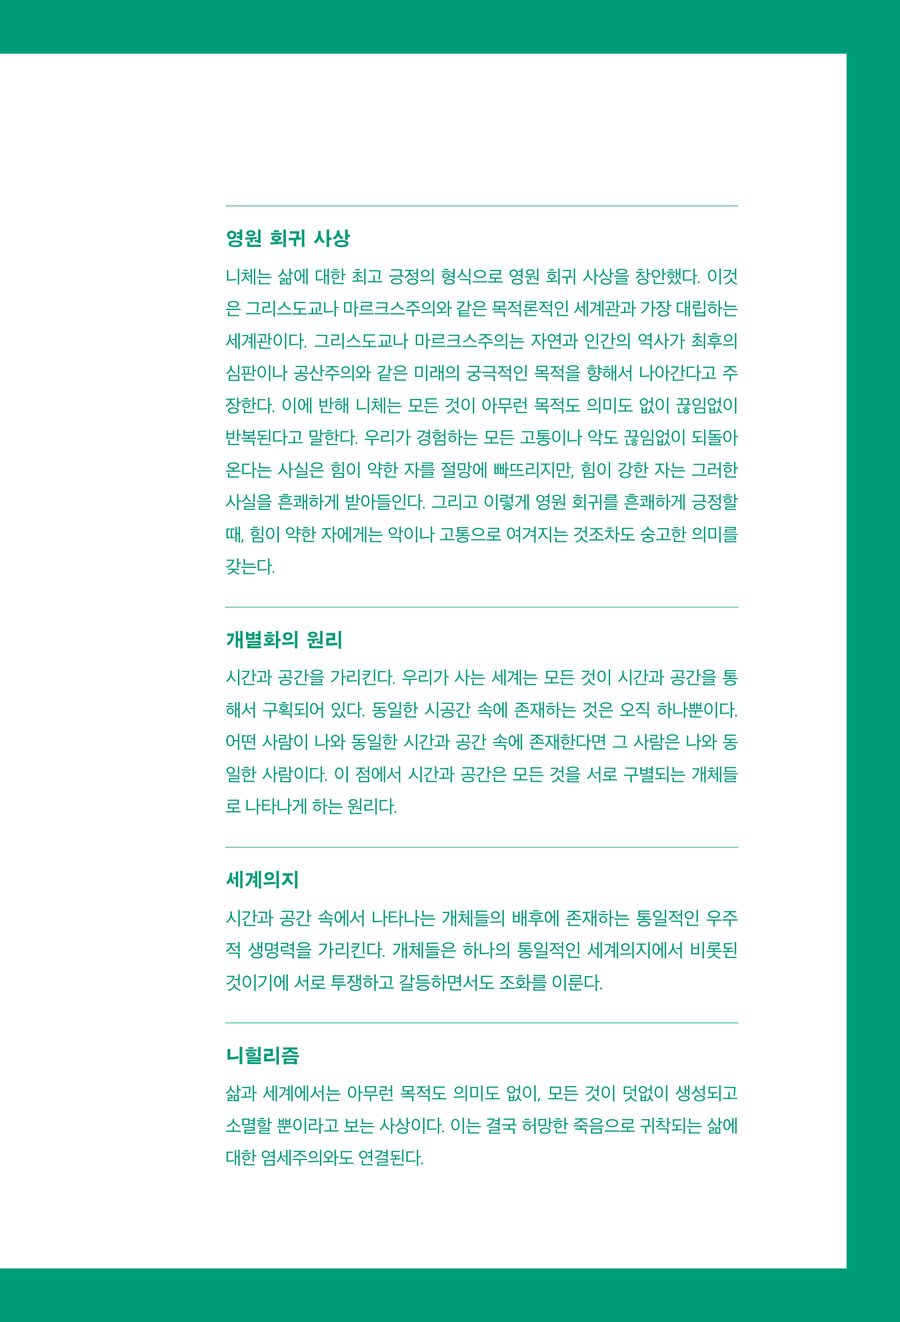 영원 회귀 사상
니체는 삶에 대한 최고 긍정의 형식으로 영원 회귀 사상을 창안했다. 이것
은 그리스도교나 마르크스주의와 같은 목적론적인 세계관과 가장 대립하는
세계관이다. 그리스도교나 마르크스주의는 자연과 인간의 역사가 최후의
심판이나 공산주의와 같은 미래의 궁극적인 목적을 향해서 나아간다고 주
장한다. 이에 반해 니체는 모든 것이 아무런 목적도 의미도 없이 끊임없이
반복된다고 말한다. 우리가 경험하는 모든 고통이나 악도 끊임없이 되돌아
온다는 사실은 힘이 약한 자를 절망에 빠뜨리지만, 힘이 강한 자는 그러한
사실을 흔쾌하게 받아들인다. 그리고 이렇게 영원 회귀를 흔쾌하게 긍정할
때, 힘이 약한 자에게는 악이나 고통으로 여겨지는 것조차도 숭고한 의미를
갖는다.
개별화의 원리
시간과 공간을 가리킨다. 우리가 사는 세계는 모든 것이 시간과 공간을 통
해서 구획되어 있다. 동일한 시공간 속에 존재하는 것은 오직 하나뿐이다.
어떤 사람이 나와 동일한 시간과 공간 속에 존재한다면 그 사람은 나와 동
일한 사람이다. 이 점에서 시간과 공간은 모든 것을 서로 구별되는 개체들
로 나타나게 하는 원리다.
세계의지
시간과 공간 속에서 나타나는 개체들의 배후에 존재하는 통일적인 우주
적 생명력을 가리킨다. 개체들은 하나의 통일적인 세계의지에서 비롯된
것이기에 서로 투쟁하고 갈등하면서도 조화를 이룬다.
니힐리즘
삶과 세계에서는 아무런 목적도 의미도 없이, 모든 것이 덧없이 생성되고
소멸할 뿐이라고 보는 사상이다. 이는 결국 허망한 죽음으로 귀착되는 삶에
대한 염세주의와도 연결된다.